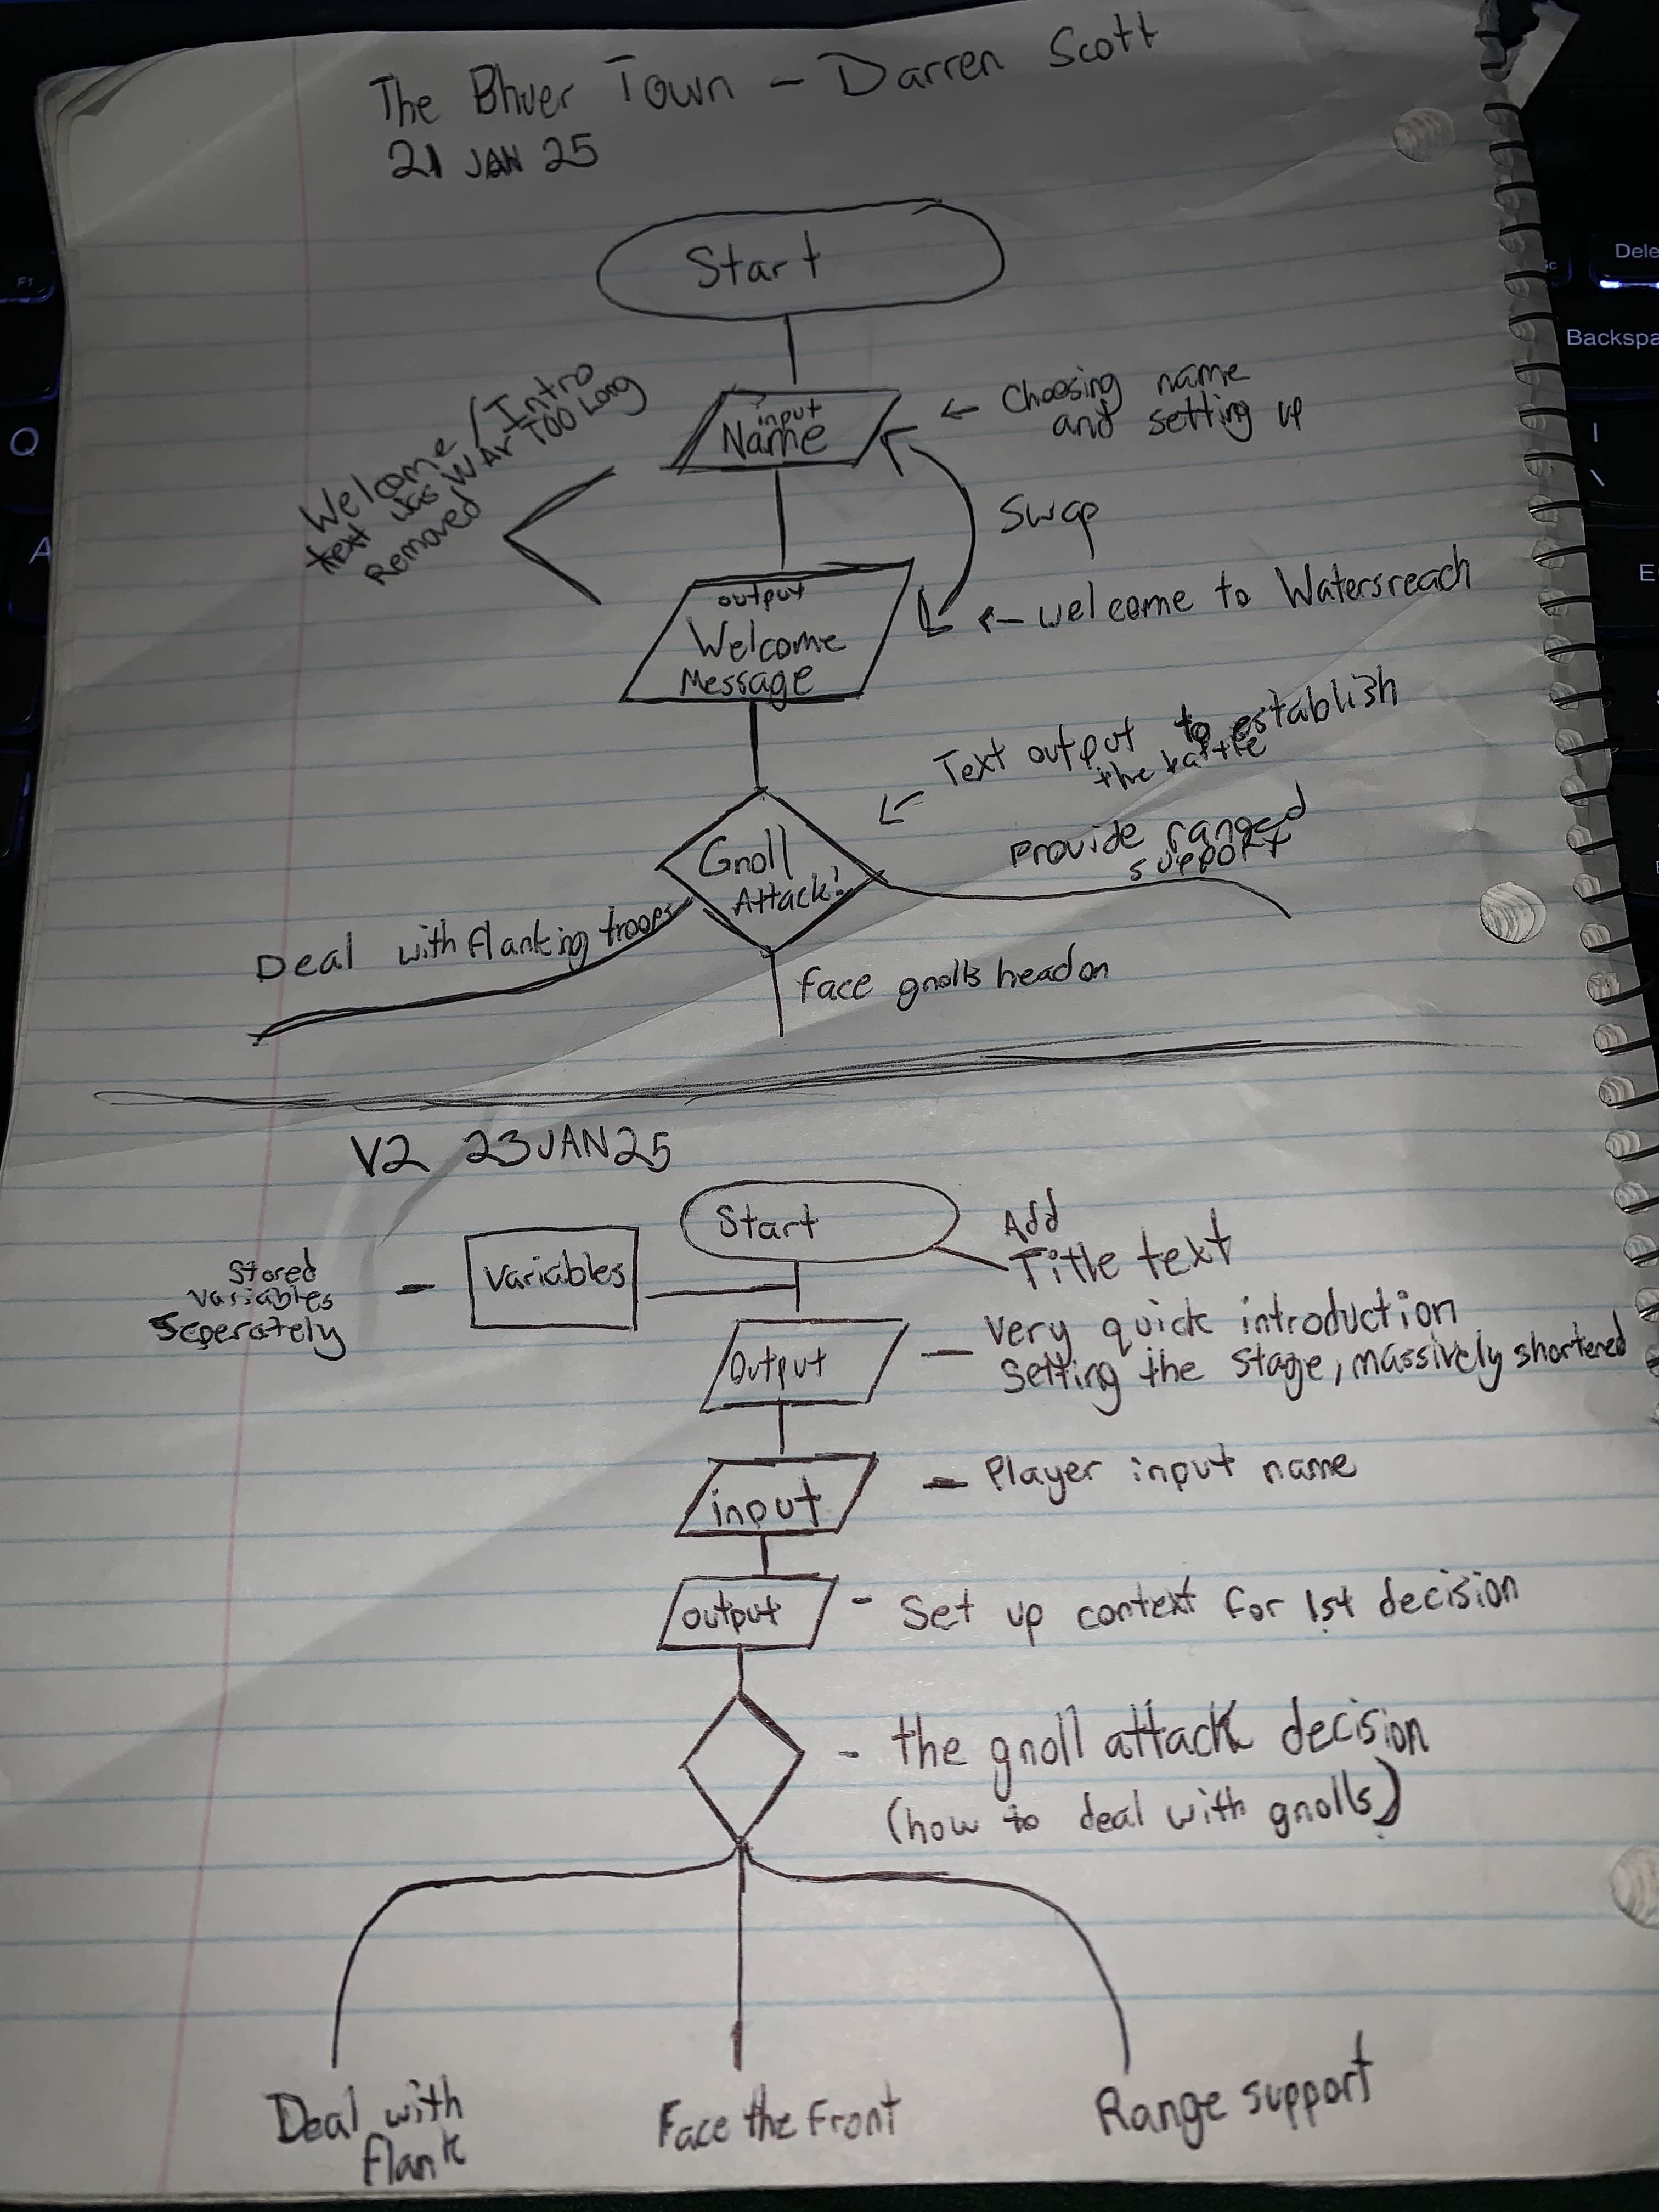 The Bhuer Town - Darren Scott
21 JAN 25
Start
input
Name
← Choosing name
and setting up
Welcome / Intro
text was WAY TOO Long
Removed
Swap
output
Welcome
Message
← welcome to Watersreach
Text output to establish
the battle
Gnoll
Attack!
Provide ranged
support
Deal with flanking troops
face gnolls head on
V2 23JAN25
Start
Add
Title text
Variables
Stored
Variables
Seperately
Output
- Very quick introduction
Setting the stage, massively shortened
input
- Player input name
output
- Set up context for 1st decision
- the gnoll attack decision
(how to deal with gnolls)
Deal with
flank
Face the Front
Range support
F1
Q
A
Dele
Backspa
|
\
E